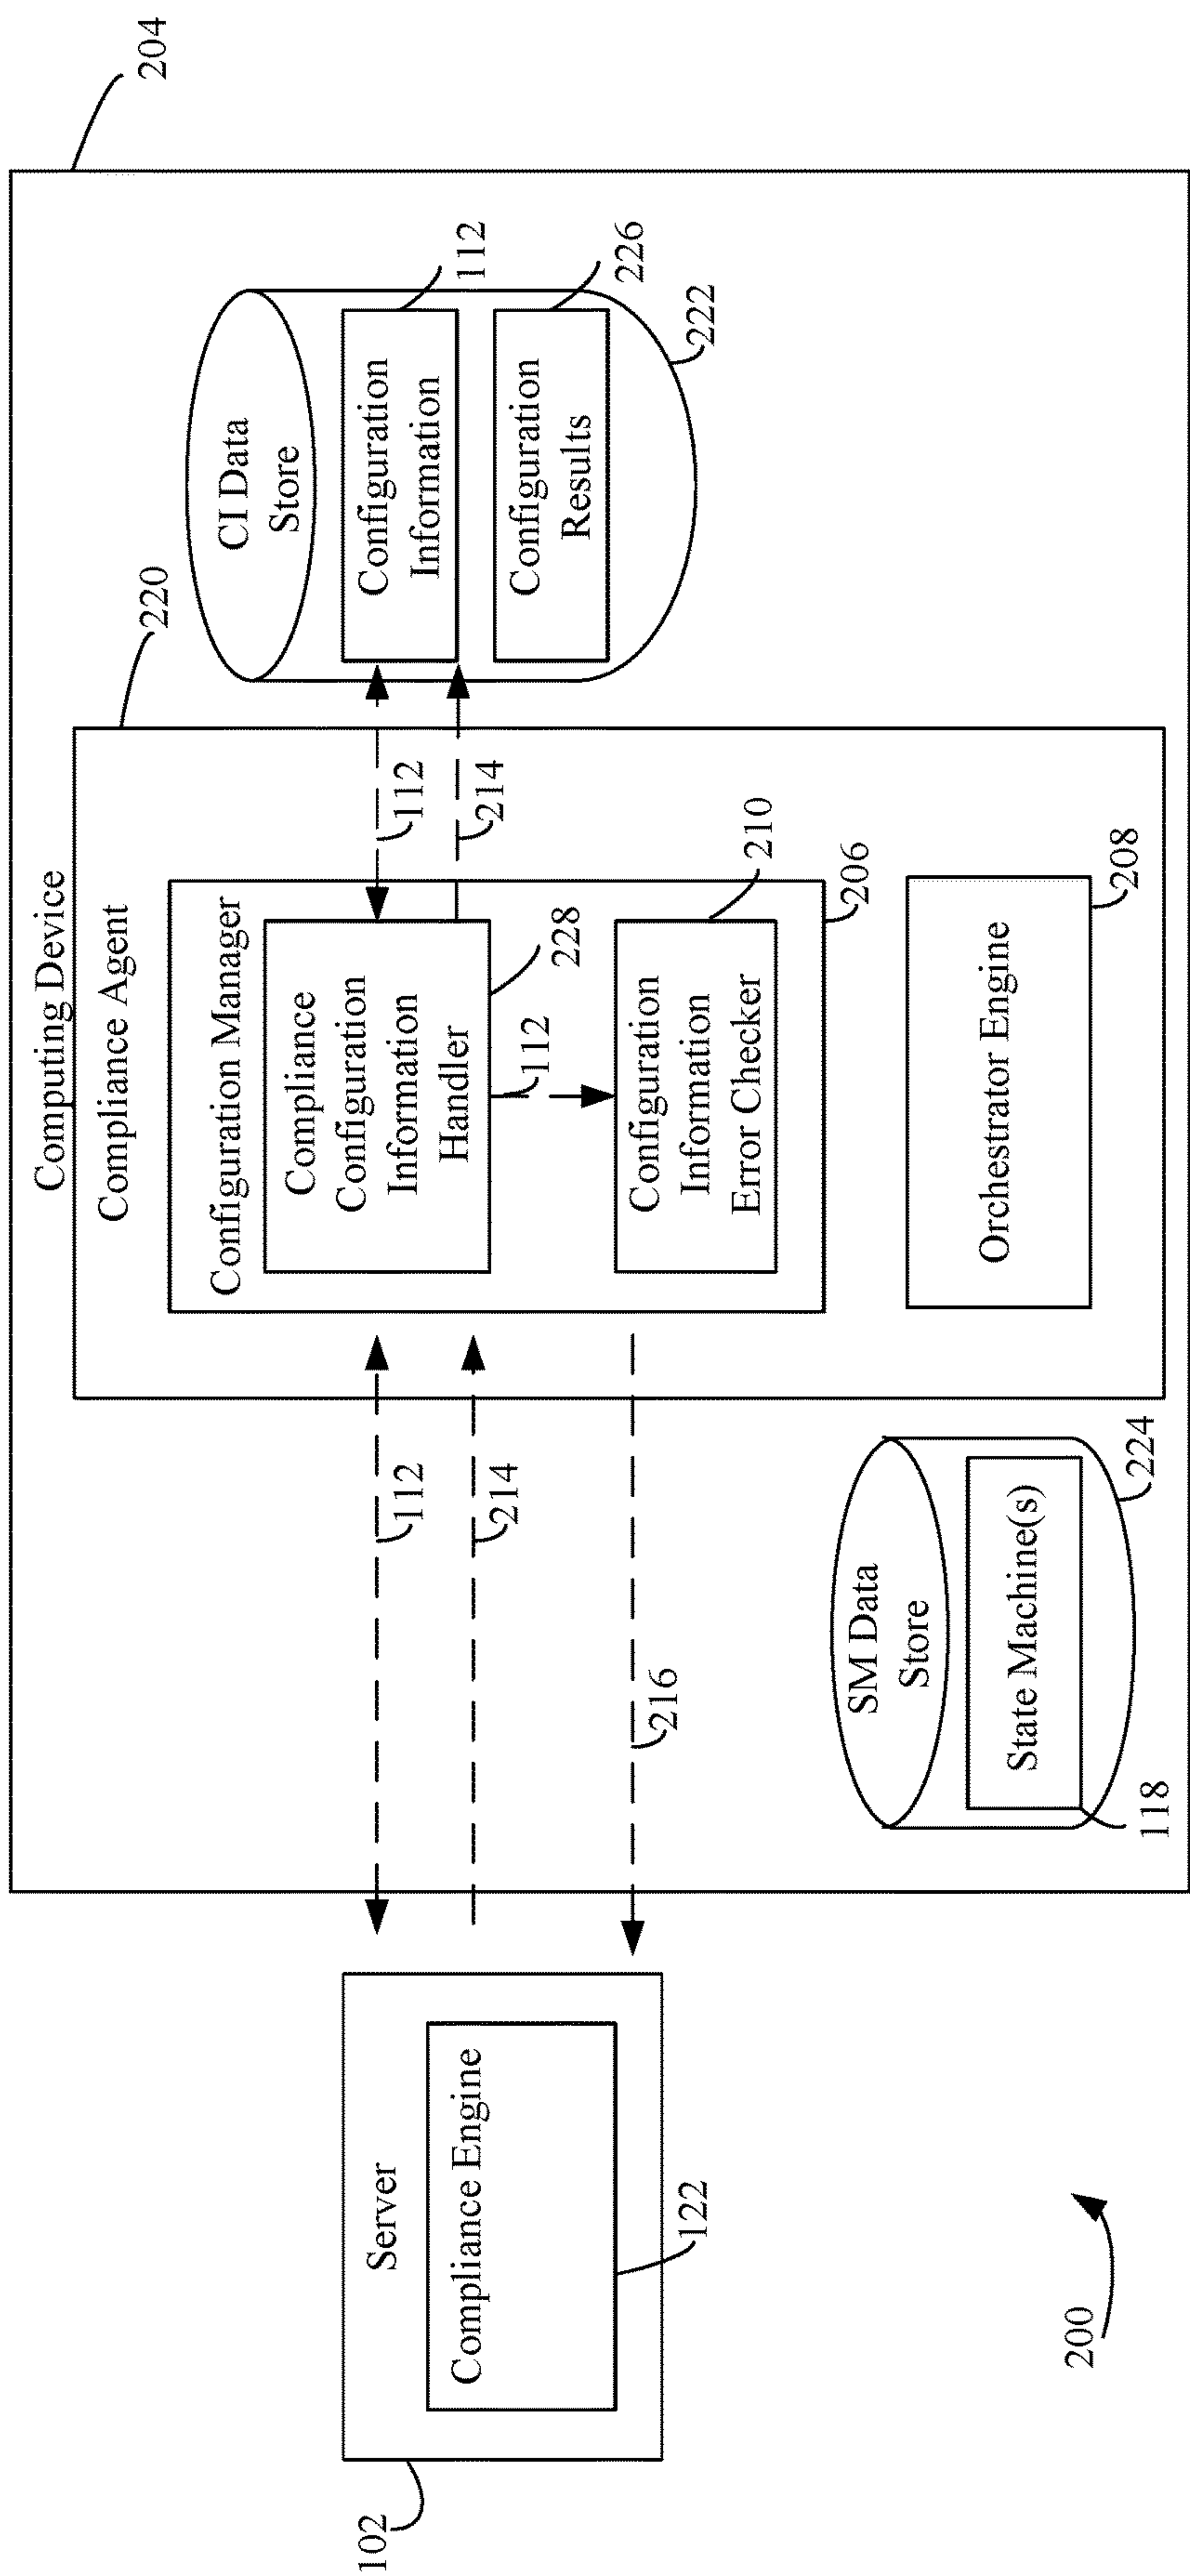 204
Computing Device
220
Compliance Agent
Configuration Manager
Compliance
Configuration
Information
Handler
228
112
Configuration
Information
Error Checker
210
206
Orchestrator Engine
208
112
214
CI Data
Store
Configuration
Information
112
Configuration
Results
226
222
112
214
216
SM Data
Store
State Machine(s)
118
224
Server
Compliance Engine
122
102
200